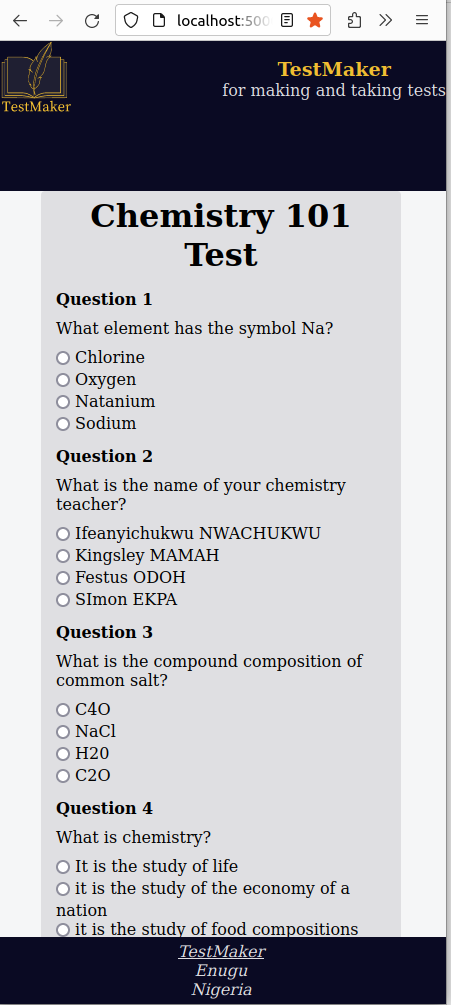 localhost:500
TestMaker
TestMaker
for making and taking tests
Chemistry 101
Test
Question 1
What element has the symbol Na?
Chlorine
Oxygen
Natanium
Sodium
Question 2
What is the name of your chemistry
teacher?
Ifeanyichukwu NWACHUKWU
Kingsley MAMAH
Festus ODOH
SImon EKPA
Question 3
What is the compound composition of
common salt?
C4O
NaCl
H20
C2O
Question 4
What is chemistry?
It is the study of life
it is the study of the economy of a
nation
it is the study of food compositions
TestMaker
Enugu
Nigeria